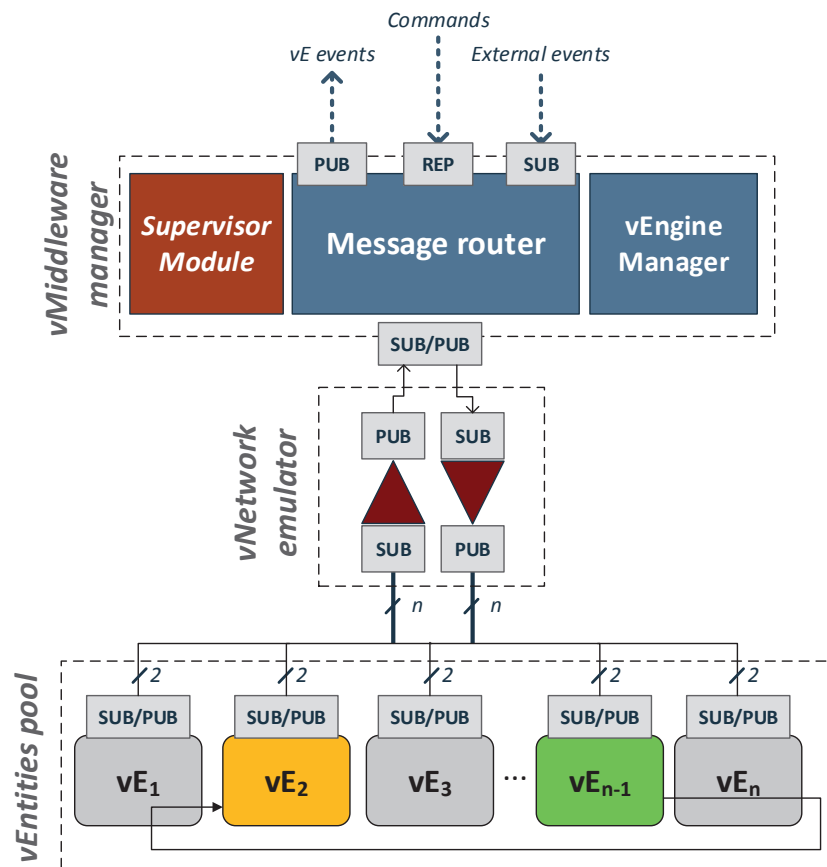 Commands
vE events
External events
PUB
REP
SUB
vMiddleware
manager
Supervisor
Module
Message router
vEngine
Manager
SUB/PUB
vNetwork
emulator
PUB
SUB
SUB
PUB
n
n
vEntities pool
2
2
2
2
2
SUB/PUB
SUB/PUB
SUB/PUB
SUB/PUB
SUB/PUB
vE1
vE2
vE3
...
vEn-1
vEn